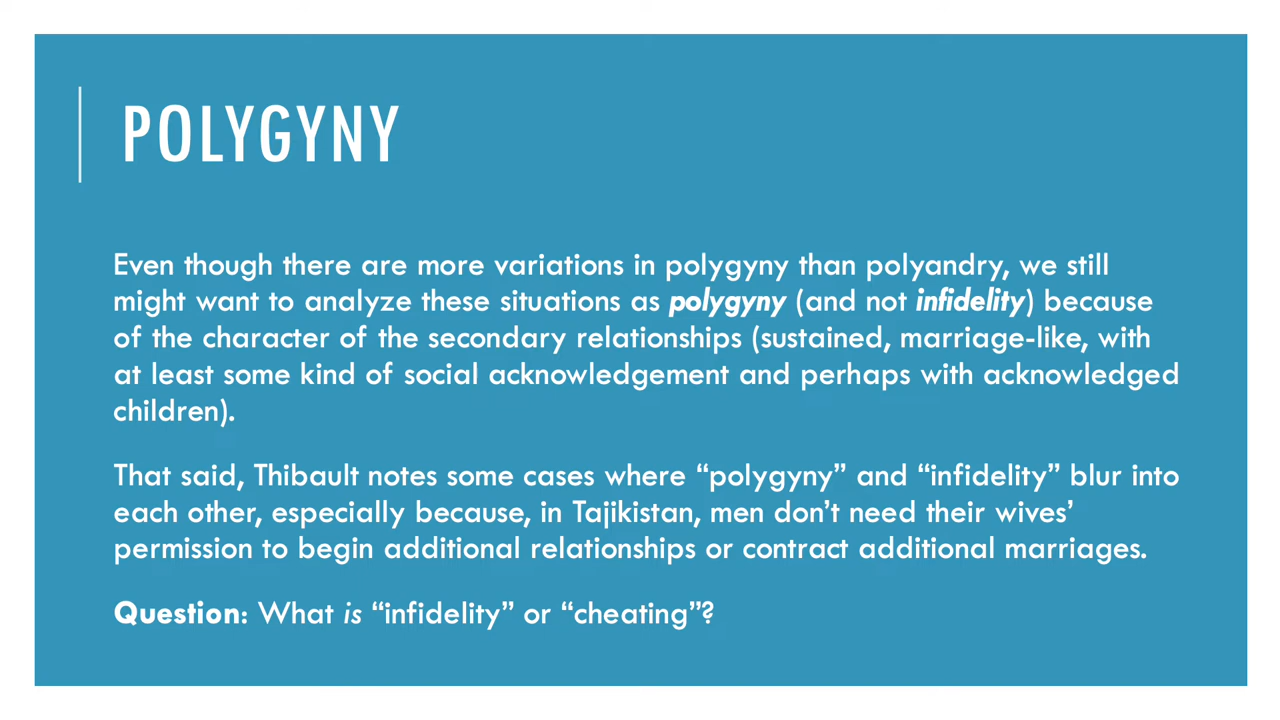 POLYGYNY
Even though there are more variations in polygyny than polyandry, we still
might want to analyze these situations as polygyny (and not infidelity) because
of the character of the secondary relationships (sustained, marriage-like, with
at least some kind of social acknowledgement and perhaps with acknowledged
children).
That said, Thibault notes some cases where “polygyny” and “infidelity” blur into
each other, especially because, in Tajikistan, men don’t need their wives’
permission to begin additional relationships or contract additional marriages.
Question: What is “infidelity” or “cheating”?